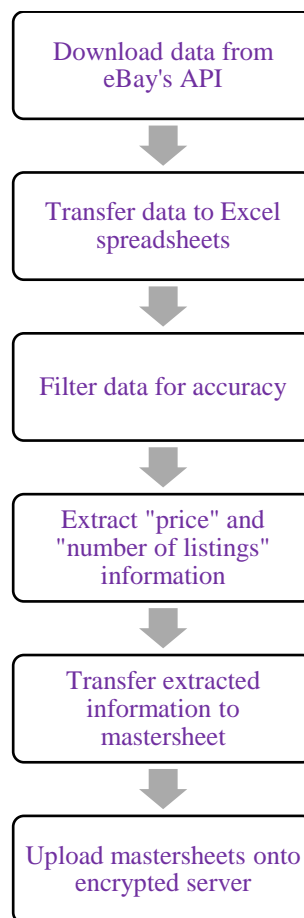 Download data from
eBay's API
Transfer data to Excel
spreadsheets
Filter data for accuracy
Extract "price" and
"number of listings"
information
Transfer extracted
information to
mastersheet
Upload mastersheets onto
encrypted server